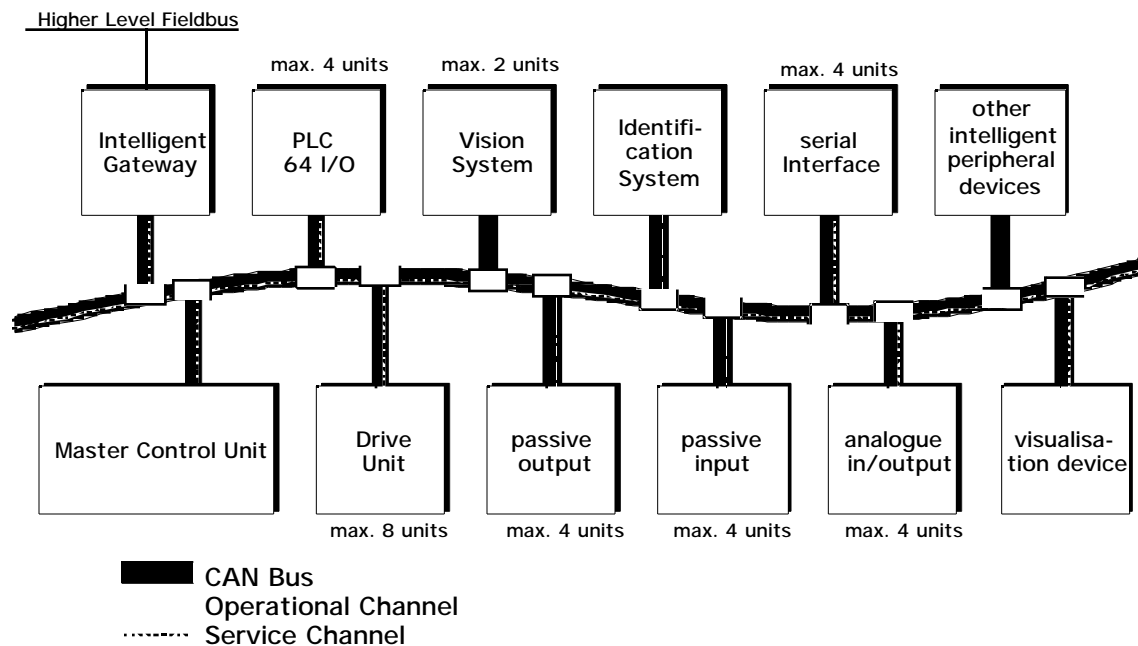 Higher Level Fieldbus
max. 4 units
max. 2 units
max. 4 units
Intelligent
Gateway
PLC
64 I/O
Vision
System
Identifi-
cation
System
serial
Interface
other
intelligent
peripheral
devices
Master Control Unit
Drive
Unit
passive
output
passive
input
analogue
in/output
visualisa-
tion device
max. 8 units
max. 4 units
max. 4 units
max. 4 units
CAN Bus
Operational Channel
Service Channel